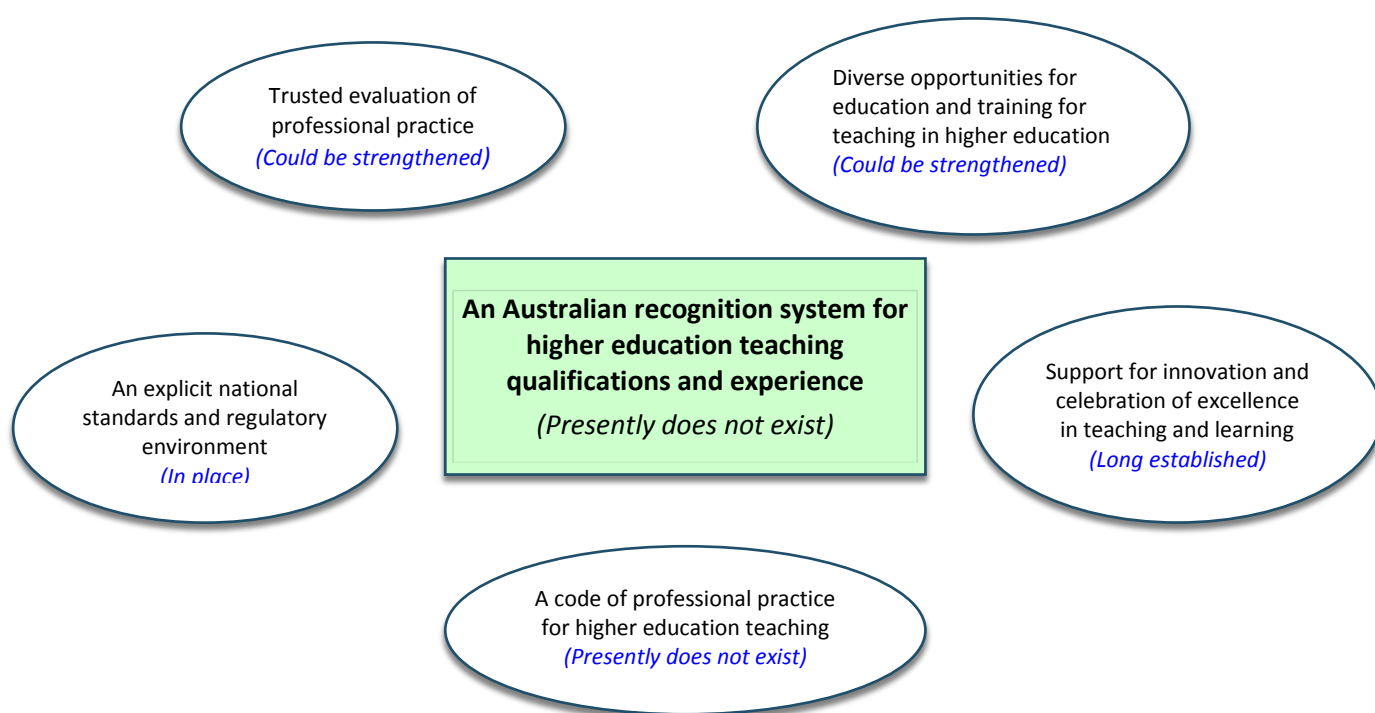 Trusted evaluation of
professional practice
(Could be strengthened)
Diverse opportunities for
education and training for
teaching in higher education
(Could be strengthened)
An Australian recognition system for
higher education teaching
qualifications and experience
(Presently does not exist)
An explicit national
standards and regulatory
environment
(In place)
Support for innovation and
celebration of excellence
in teaching and learning
(Long established)
A code of professional practice
for higher education teaching
(Presently does not exist)